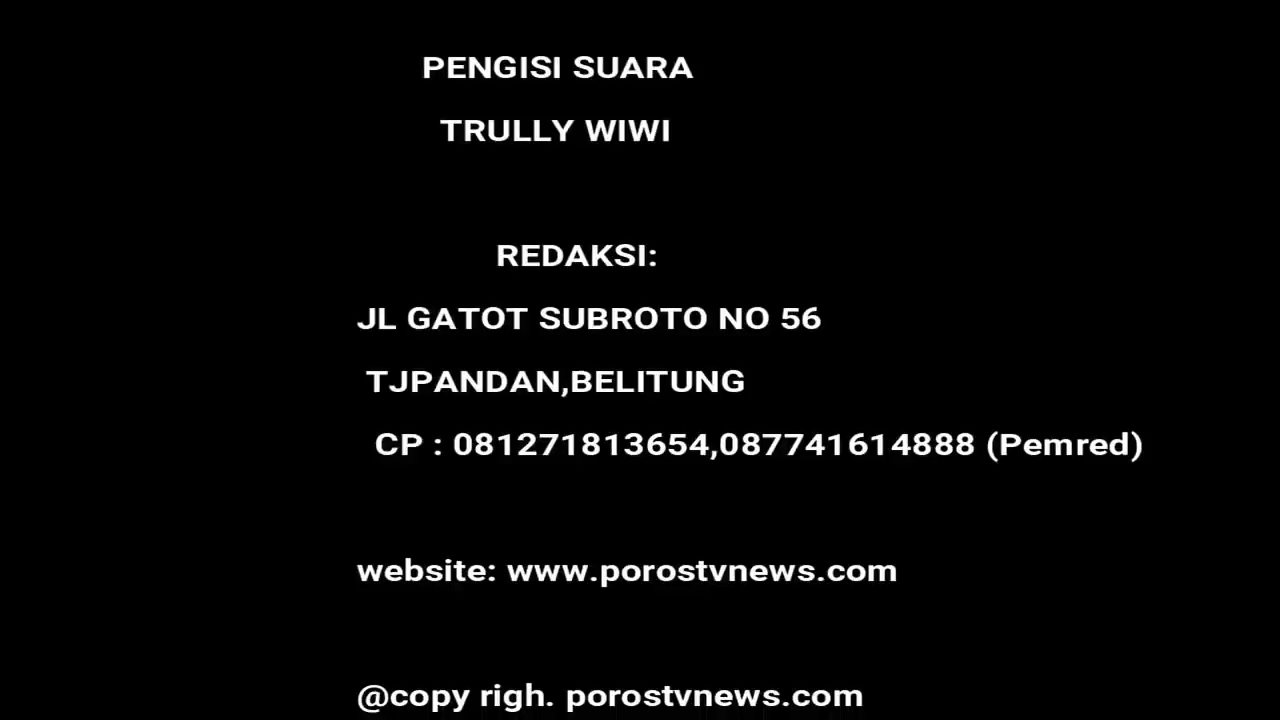 PENGISI SUARA
TRULLY WIWI
REDAKSI:
JL GATOT SUBROTO NO 56
TJPANDAN,BELITUNG
CP : 081271813654,087741614888 (Pemred)
website: www.porostvnews.com
@copy righ. porostvnews.com